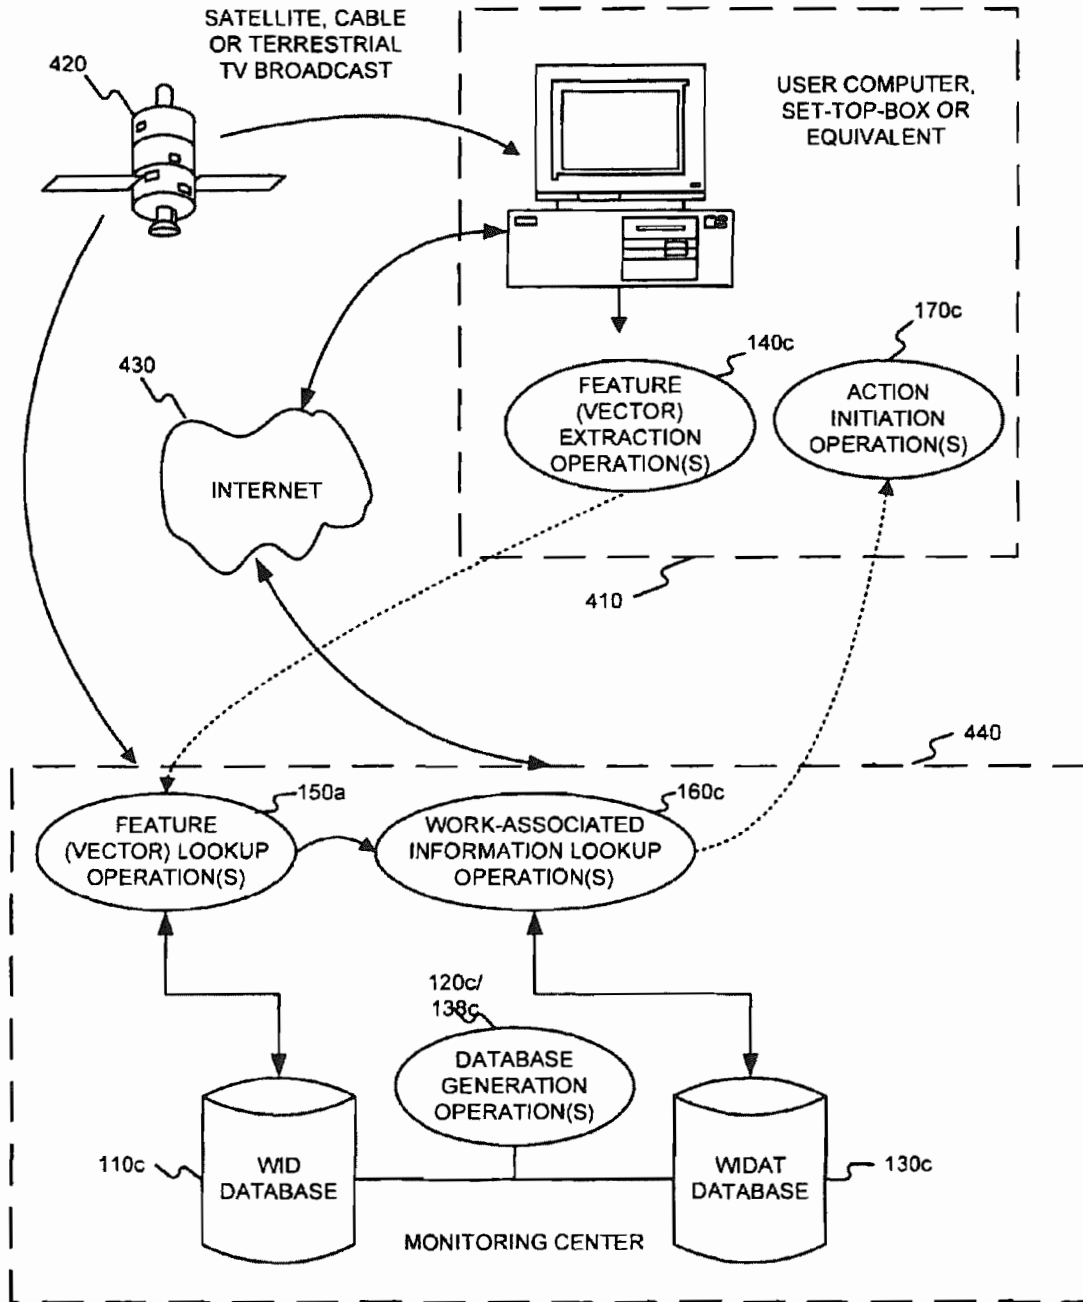 SATELLITE, CABLE
OR TERRESTRIAL
TV BROADCAST
420
USER COMPUTER,
SET-TOP-BOX OR
EQUIVALENT
170c
140c
430
FEATURE
(VECTOR)
EXTRACTION
OPERATION(S)
ACTION
INITIATION
OPERATION(S)
INTERNET
410
440
150a
160c
FEATURE
(VECTOR) LOOKUP
OPERATION(S)
WORK-ASSOCIATED
INFORMATION LOOKUP
OPERATION(S)
120c/
138c
DATABASE
GENERATION
OPERATION(S)
110c
WID
DATABASE
WIDAT
DATABASE
130c
MONITORING CENTER